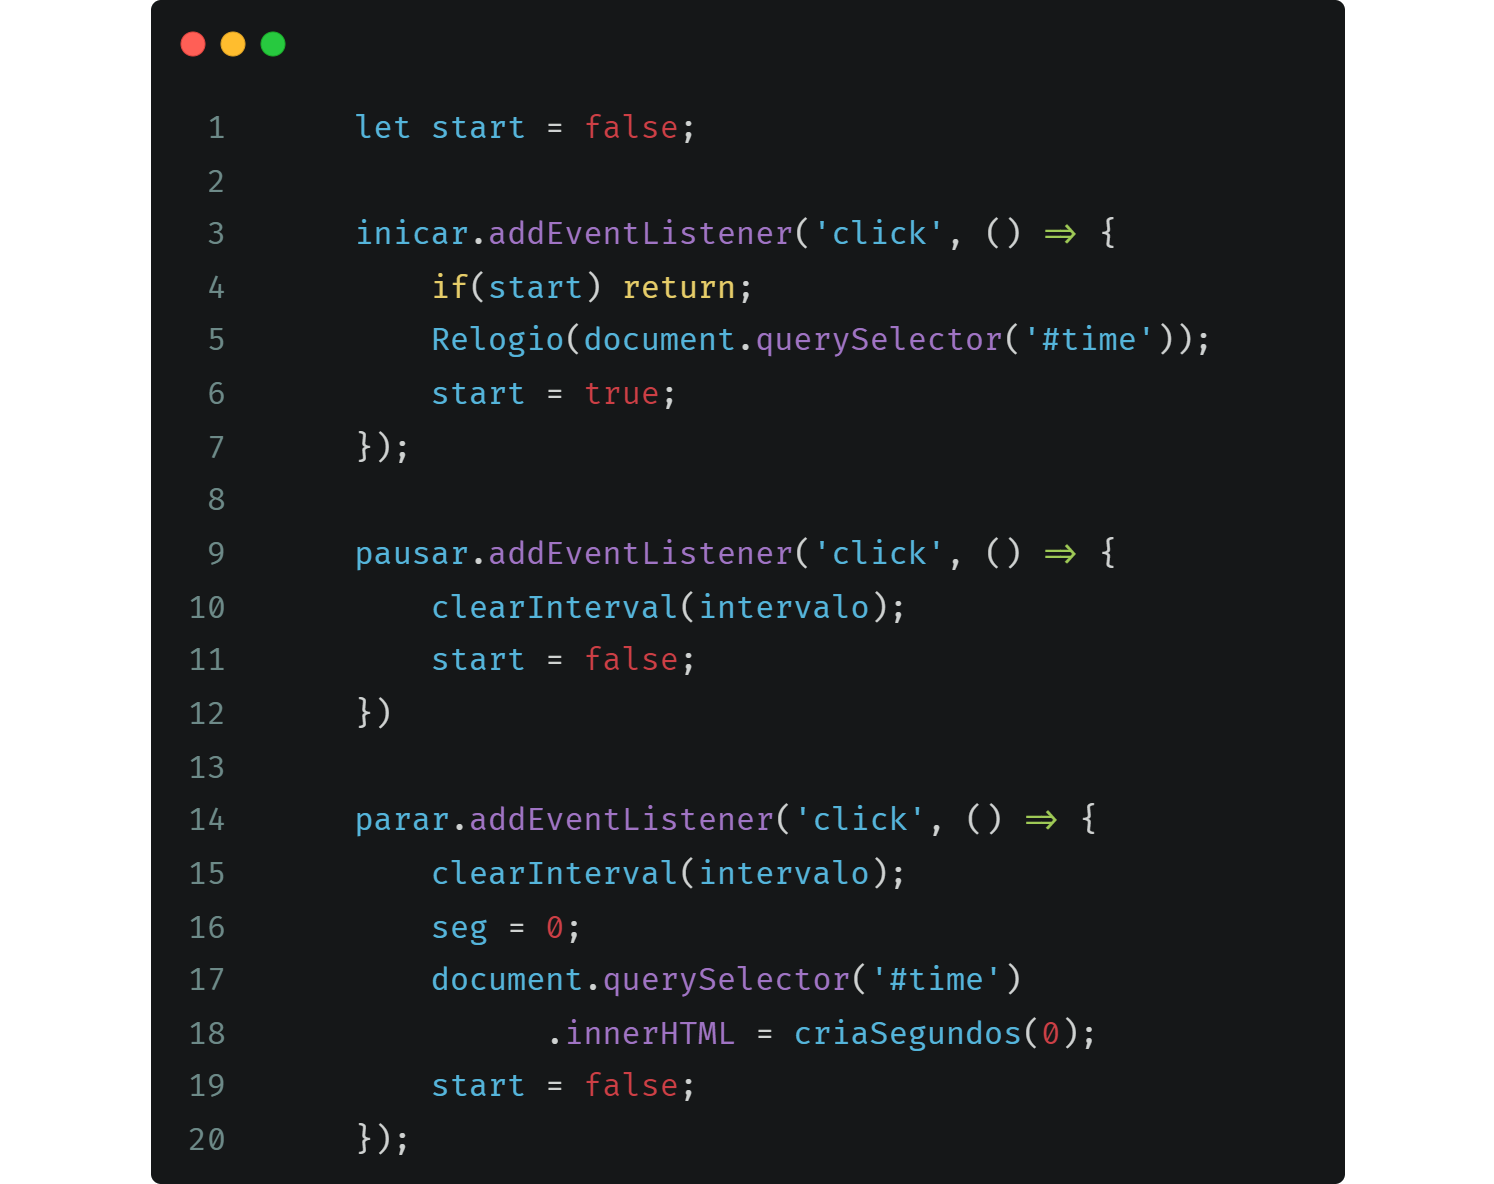 1 let start = false;
2
3 inicar.addEventListener('click', () => {
4 if(start) return;
5 Relogio(document.querySelector('#time'));
6 start = true;
7 });
8
9 pausar.addEventListener('click', () => {
10 clearInterval(intervalo);
11 start = false;
12 })
13
14 parar.addEventListener('click', () => {
15 clearInterval(intervalo);
16 seg = 0;
17 document.querySelector('#time')
18 .innerHTML = criaSegundos(0);
19 start = false;
20 });